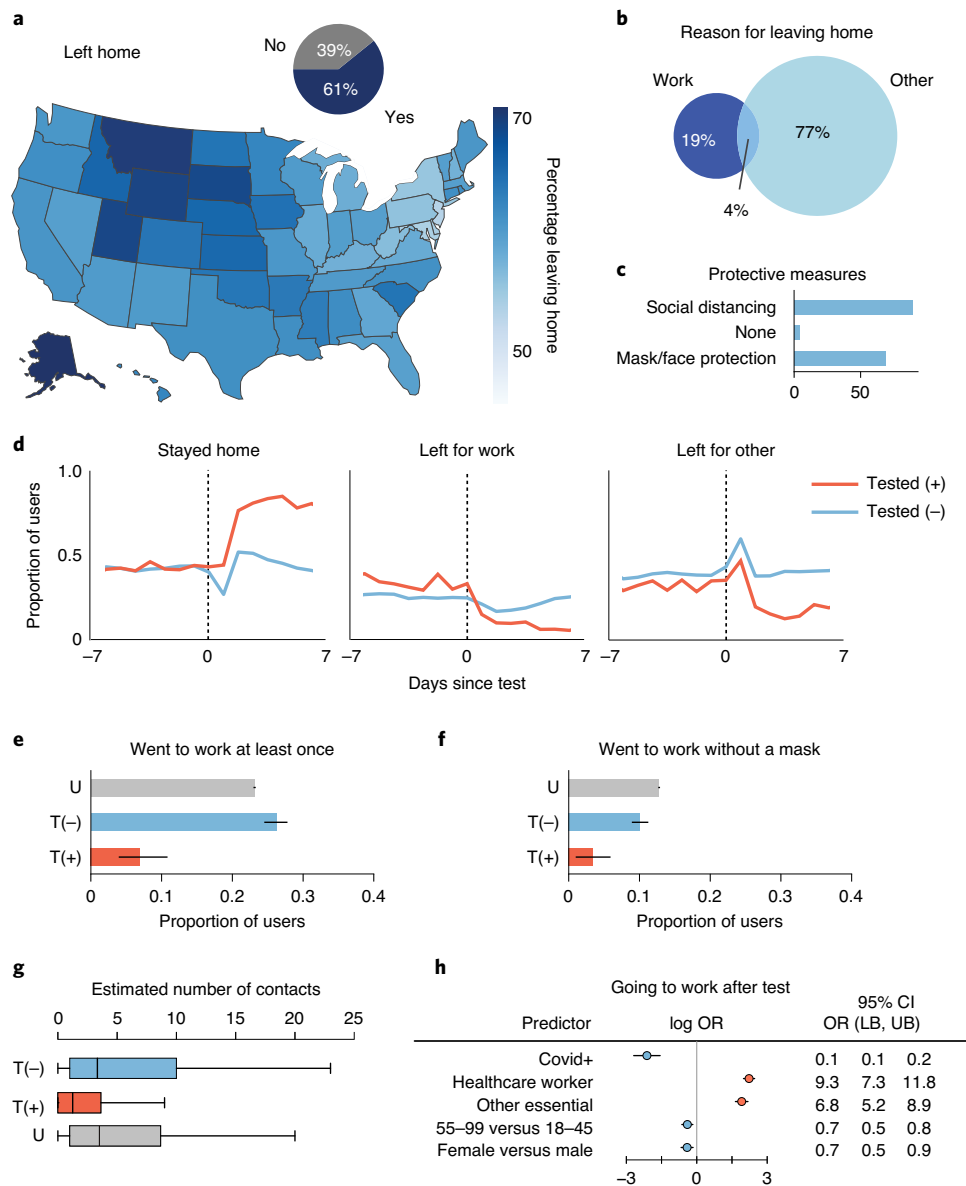 a
Left home
No
39%
61%
Yes
70
Percentage leaving home
50
b
Reason for leaving home
Work
Other
19%
77%
4%
c
Protective measures
Social distancing
None
Mask/face protection
0 50
d
Stayed home
Left for work
Left for other
Proportion of users
1.0
0.5
0
Tested (+)
Tested (–)
–7 0 7
–7 0 7
–7 0 7
Days since test
e
Went to work at least once
U
T(–)
T(+)
0 0.1 0.2 0.3 0.4
Proportion of users
f
Went to work without a mask
U
T(–)
T(+)
0 0.1 0.2 0.3 0.4
Proportion of users
g
Estimated number of contacts
0 5 10 15 20 25
T(–)
T(+)
U
h
Going to work after test
95% CI
Predictor log OR OR (LB, UB)
Covid+ 0.1 0.1 0.2
Healthcare worker 9.3 7.3 11.8
Other essential 6.8 5.2 8.9
55–99 versus 18–45 0.7 0.5 0.8
Female versus male 0.7 0.5 0.9
–3 0 3